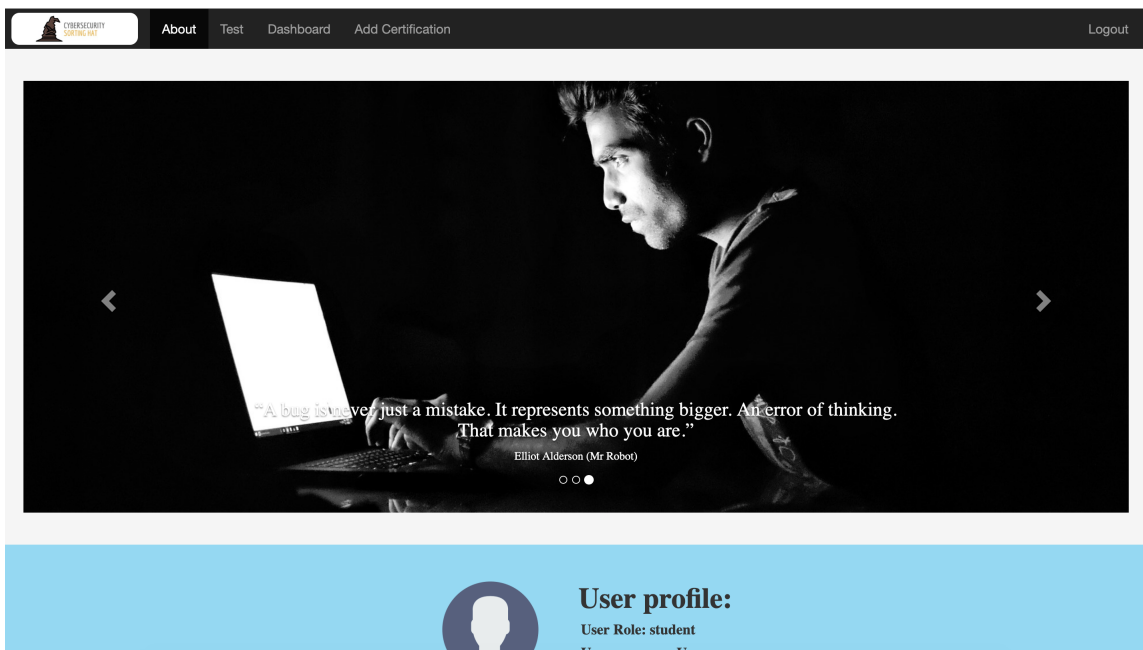 CYBERSECURITY
SORTING HAT
About
Test
Dashboard
Add Certification
Logout
“A bug is never just a mistake. It represents something bigger. An error of thinking.
That makes you who you are.”
Elliot Alderson (Mr Robot)
User profile:
User Role: student